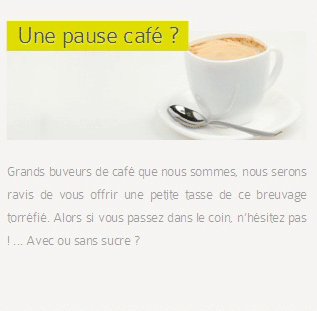 Une pause café ?
Grands buveurs de café que nous sommes, nous serons
ravis de vous offrir une petite tasse de ce breuvage
torréfié. Alors si vous passez dans le coin, n'hésitez pas
! ... Avec ou sans sucre ?